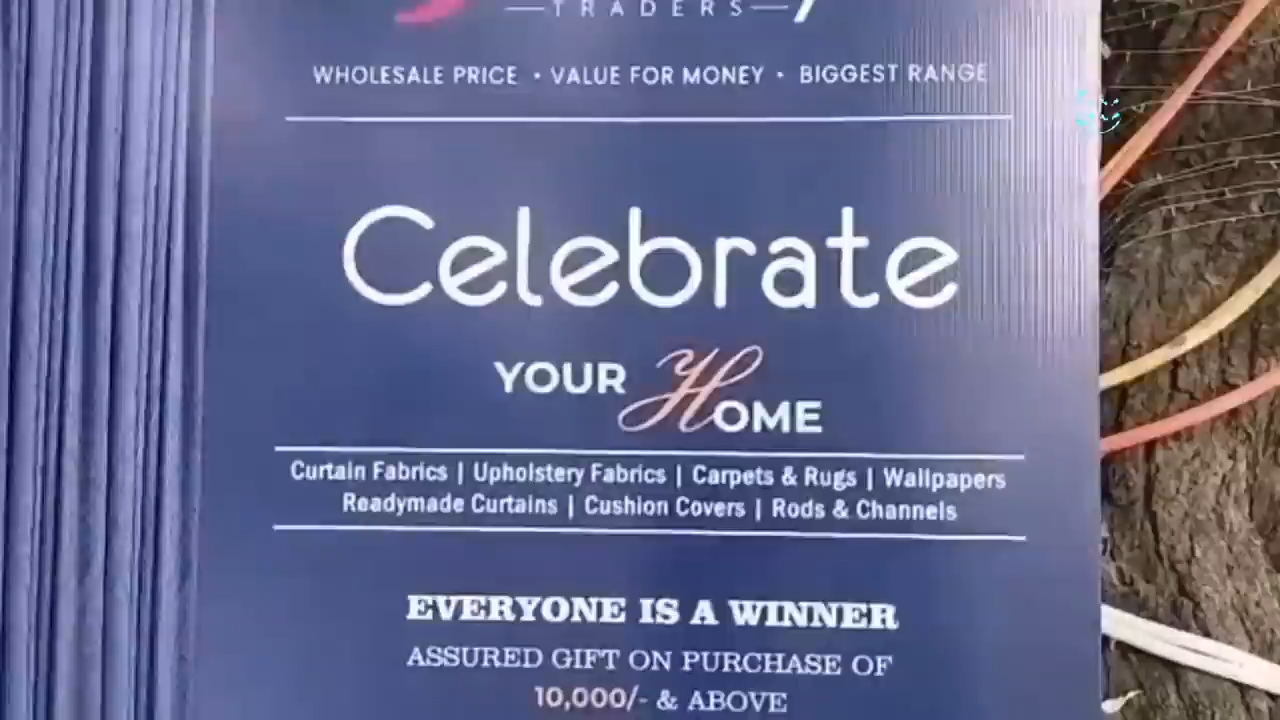 TRADERS
WHOLESALE PRICE • VALUE FOR MONEY • BIGGEST RANGE
Celebrate
YOUR HOME
Curtain Fabrics | Upholstery Fabrics | Carpets & Rugs | Wallpapers
Readymade Curtains | Cushion Covers | Rods & Channels
EVERYONE IS A WINNER
ASSURED GIFT ON PURCHASE OF
10,000/- & ABOVE